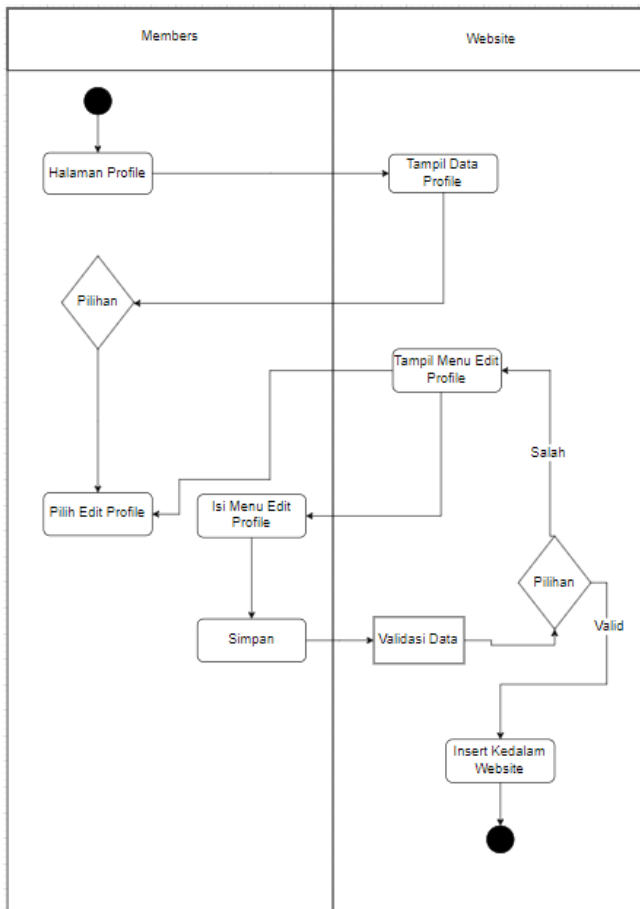 Members
Website
Halaman Profile
Tampil Data
Profile
Pilihan
Tampil Menu Edit
Profile
Salah
Pilih Edit Profile
Isi Menu Edit
Profile
Pilihan
Simpan
Validasi Data
Valid
Insert Kedalam
Website